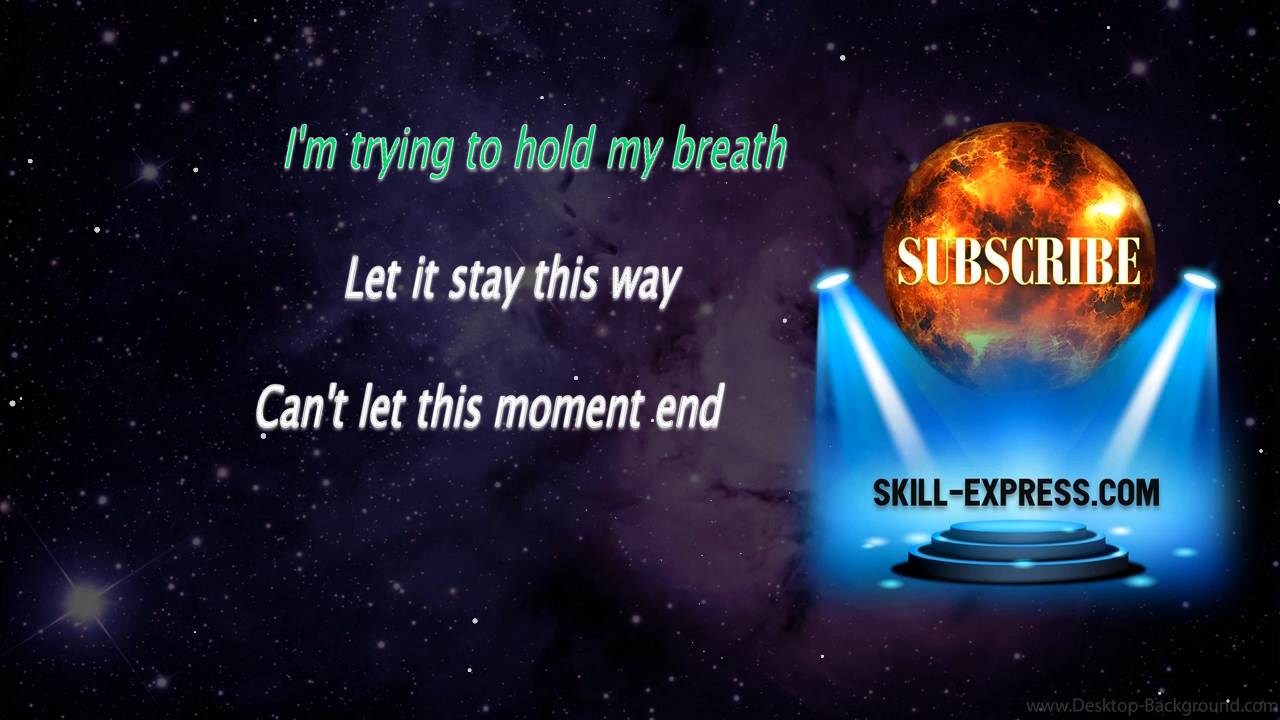 I'm trying to hold my breath
Let it stay this way
Can't let this moment end
SUBSCRIBE
SKILL-EXPRESS.COM
www.Desktop-Background.com